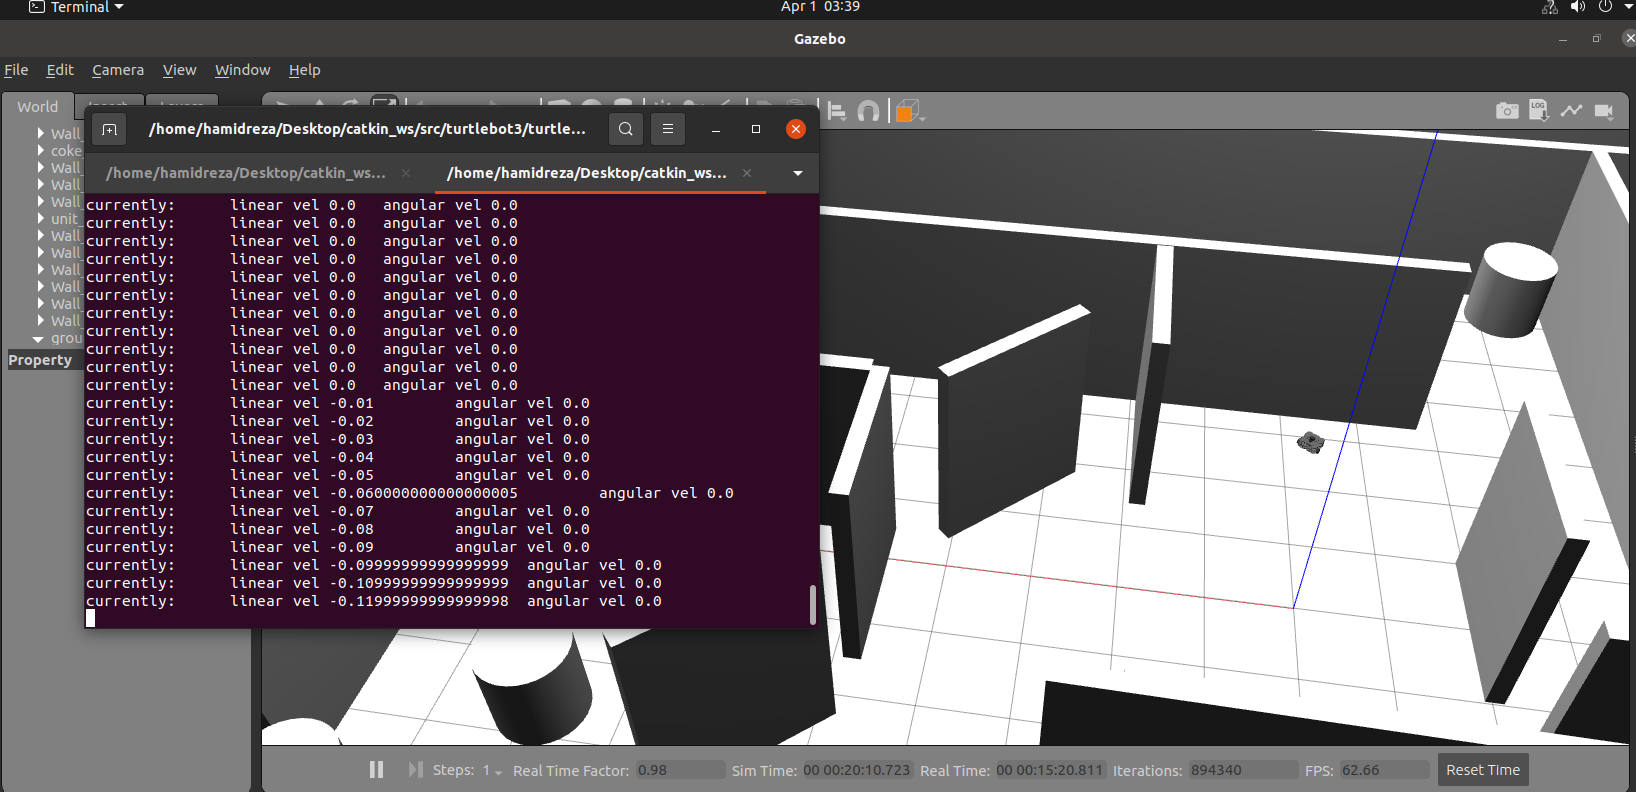 Terminal
Apr 1 03:39
Gazebo
File Edit Camera View Window Help
World
/home/hamidreza/Desktop/catkin_ws/src/turtlebot3/turtle...
LOG
/home/hamidreza/Desktop/catkin_ws... × /home/hamidreza/Desktop/catkin_ws... ×
Wall_
coke_
Wall_
Wall_
Wall_
unit_
Wall_
Wall_
Wall_
Wall_
Wall_
Wall_
grou
Property
currently: linear vel 0.0 angular vel 0.0
currently: linear vel 0.0 angular vel 0.0
currently: linear vel 0.0 angular vel 0.0
currently: linear vel 0.0 angular vel 0.0
currently: linear vel 0.0 angular vel 0.0
currently: linear vel 0.0 angular vel 0.0
currently: linear vel 0.0 angular vel 0.0
currently: linear vel 0.0 angular vel 0.0
currently: linear vel 0.0 angular vel 0.0
currently: linear vel 0.0 angular vel 0.0
currently: linear vel 0.0 angular vel 0.0
currently: linear vel -0.01 angular vel 0.0
currently: linear vel -0.02 angular vel 0.0
currently: linear vel -0.03 angular vel 0.0
currently: linear vel -0.04 angular vel 0.0
currently: linear vel -0.05 angular vel 0.0
currently: linear vel -0.060000000000000005 angular vel 0.0
currently: linear vel -0.07 angular vel 0.0
currently: linear vel -0.08 angular vel 0.0
currently: linear vel -0.09 angular vel 0.0
currently: linear vel -0.09999999999999999 angular vel 0.0
currently: linear vel -0.10999999999999999 angular vel 0.0
currently: linear vel -0.11999999999999998 angular vel 0.0
Steps: 1 Real Time Factor: 0.98 Sim Time: 00 00:20:10.723 Real Time: 00 00:15:20.811 Iterations: 894340 FPS: 62.66 Reset Time